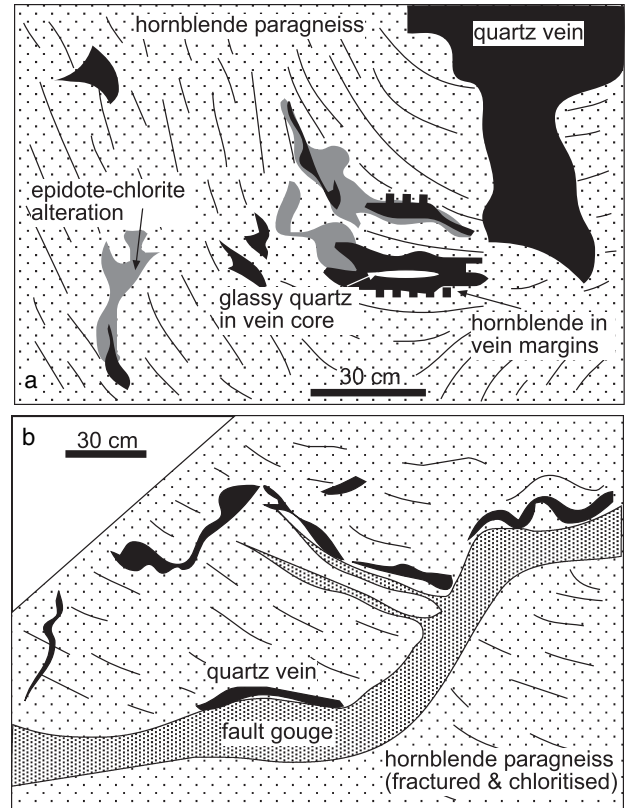 hornblende paragneiss
quartz vein
epidote-chlorite
alteration
glassy quartz
in vein core
hornblende in
vein margins
a
30 cm
b
30 cm
quartz vein
fault gouge
hornblende paragneiss
(fractured & chloritised)